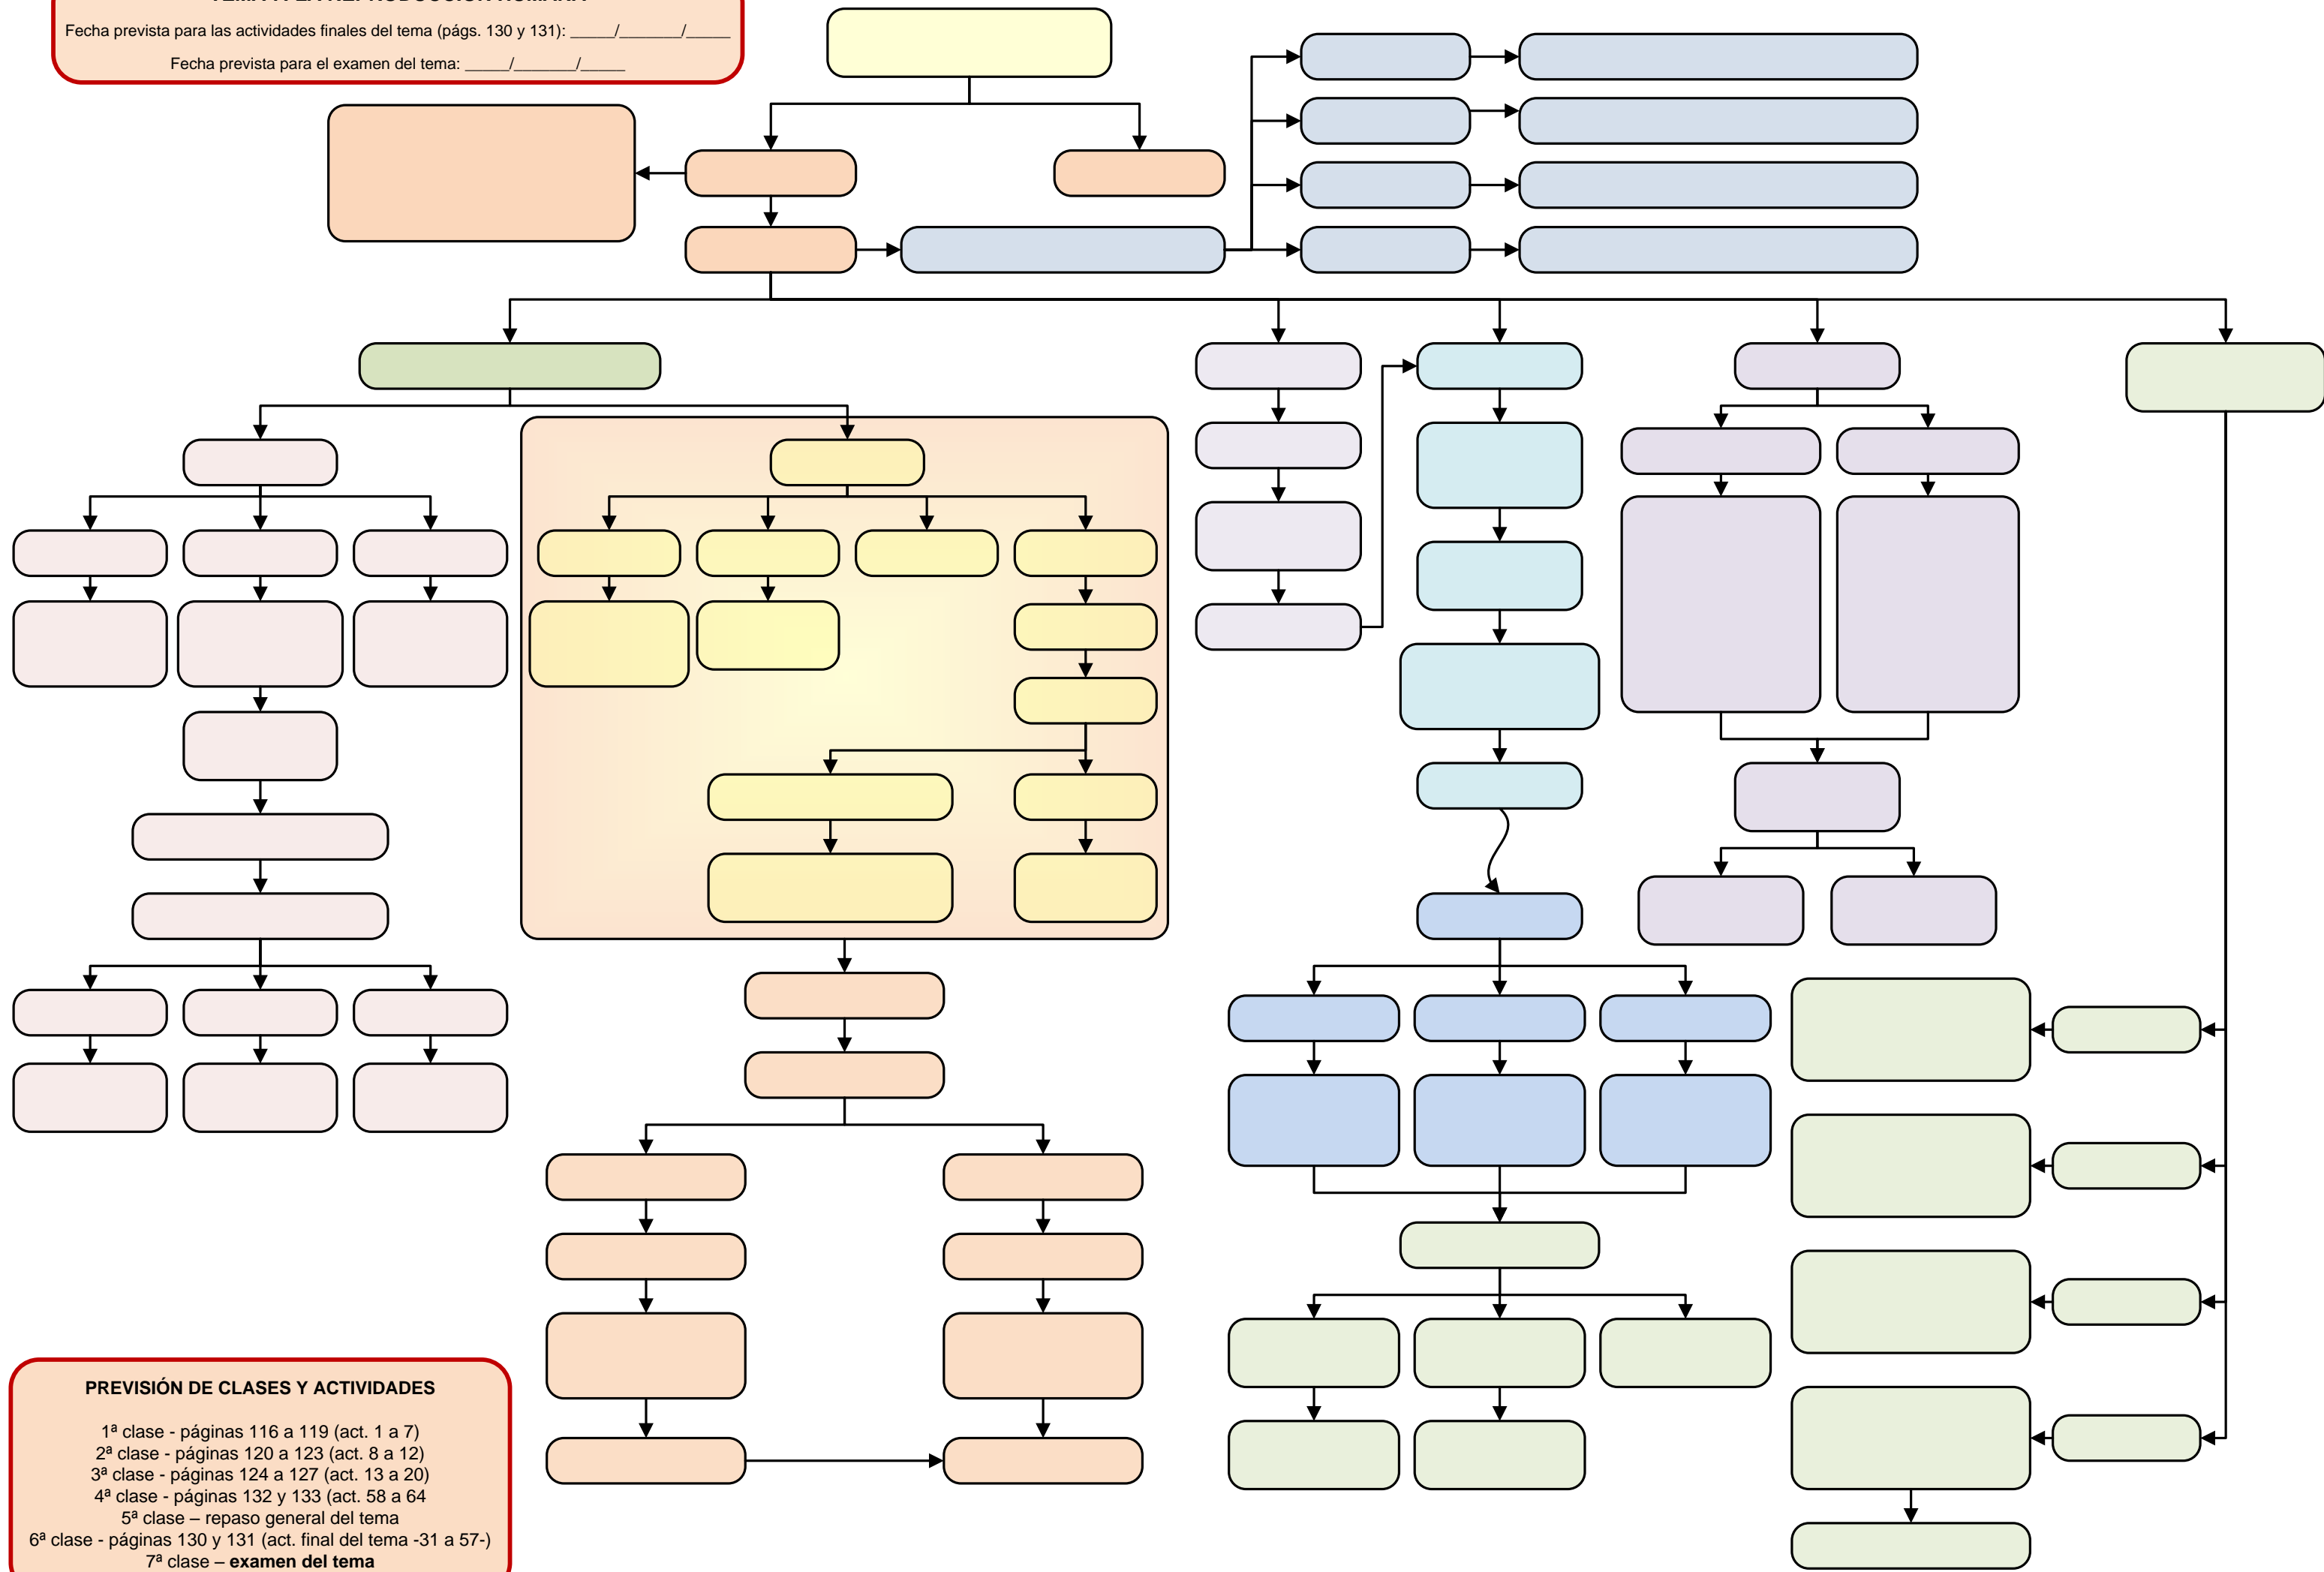 Fecha prevista para las actividades finales del tema (págs. 130 y 131): _____/_______/_____
Fecha prevista para el examen del tema: _____/_______/_____
PREVISIÓN DE CLASES Y ACTIVIDADES
1ª clase - páginas 116 a 119 (act. 1 a 7)
2ª clase - páginas 120 a 123 (act. 8 a 12)
3ª clase - páginas 124 a 127 (act. 13 a 20)
4ª clase - páginas 132 y 133 (act. 58 a 64
5ª clase – repaso general del tema
6ª clase - páginas 130 y 131 (act. final del tema -31 a 57-)
7ª clase – examen del tema